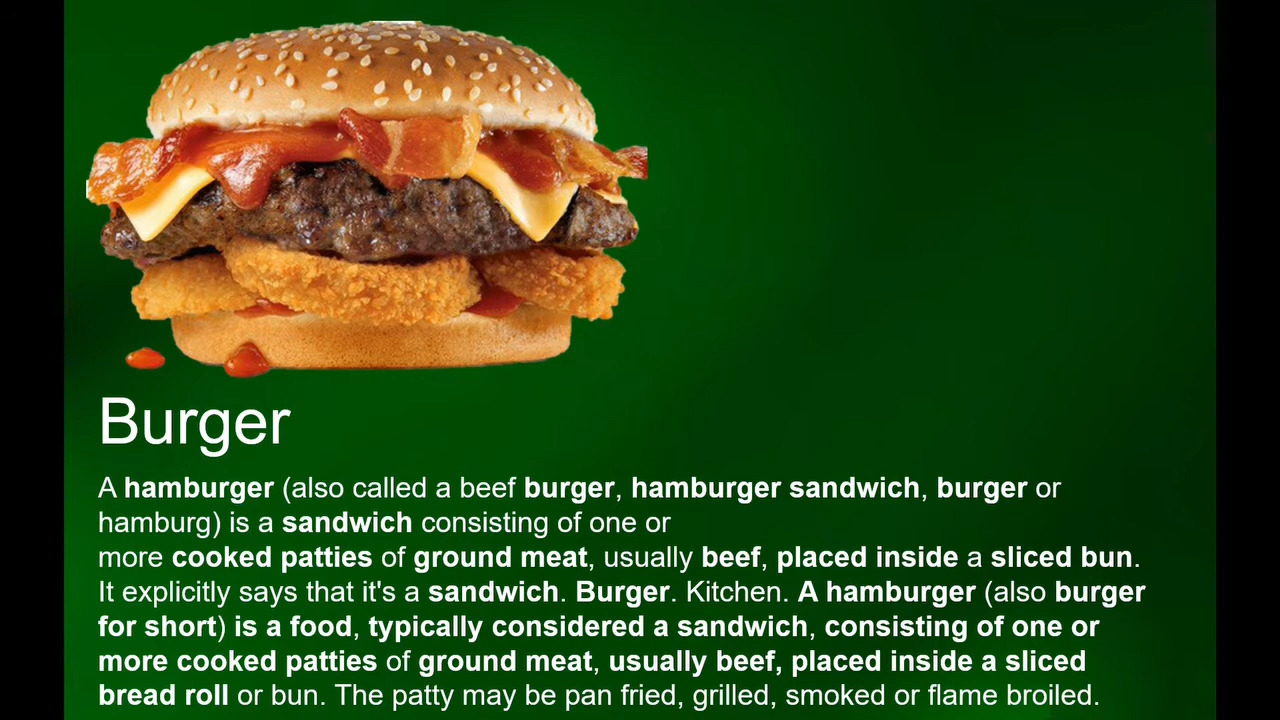 Burger
A hamburger (also called a beef burger, hamburger sandwich, burger or
hamburg) is a sandwich consisting of one or
more cooked patties of ground meat, usually beef, placed inside a sliced bun.
It explicitly says that it's a sandwich. Burger. Kitchen. A hamburger (also burger
for short) is a food, typically considered a sandwich, consisting of one or
more cooked patties of ground meat, usually beef, placed inside a sliced
bread roll or bun. The patty may be pan fried, grilled, smoked or flame broiled.